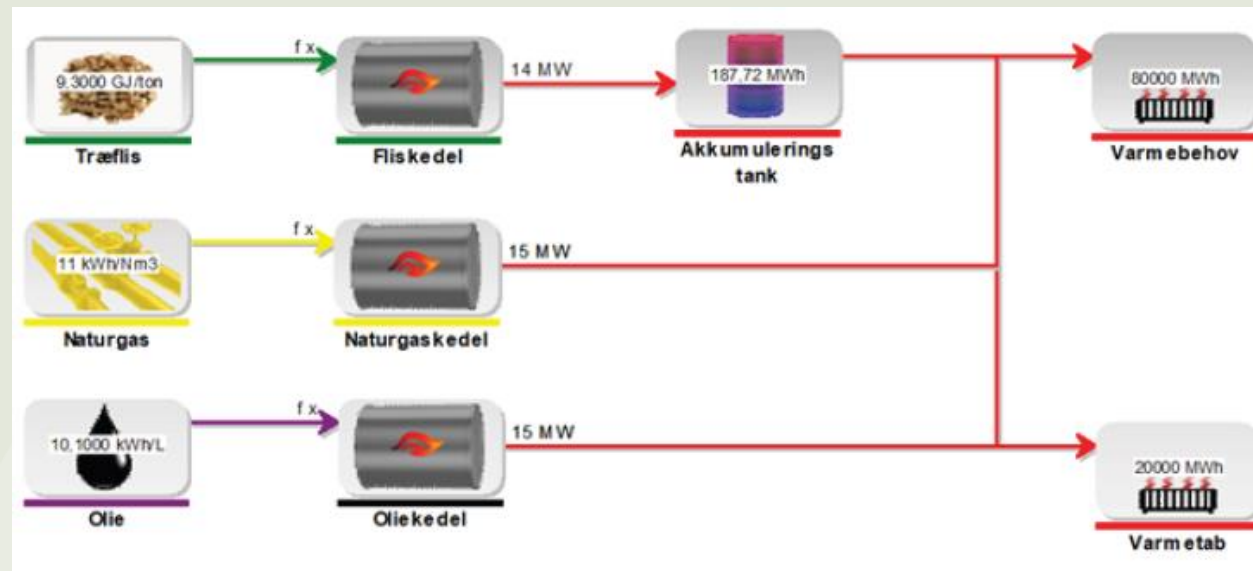 f x
14 MW
9,3000 GJ/ton
187,72 MWh
80000 MWh
Træflis
Fliskedel
Akkumulerings
tank
Varmebehov
f x
15 MW
11 kWh/Nm3
Naturgas
Naturgaskedel
f x
15 MW
10,1000 kWh/L
20000 MWh
Olie
Oliekedel
Varmetab